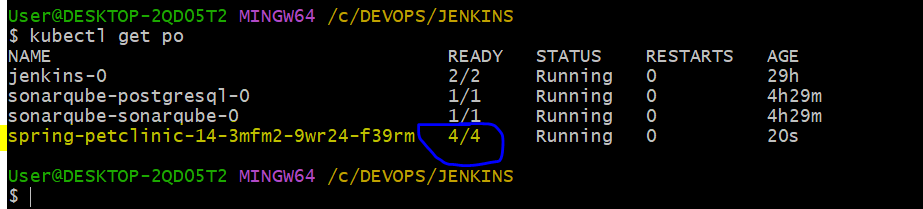 User@DESKTOP-2QD05T2 MINGW64 /c/DEVOPS/JENKINS
$ kubectl get po
NAME READY STATUS RESTARTS AGE
jenkins-0 2/2 Running 0 29h
sonarqube-postgresql-0 1/1 Running 0 4h29m
sonarqube-sonarqube-0 1/1 Running 0 4h29m
spring-petclinic-14-3mfm2-9wr24-f39rm 4/4 Running 0 20s
User@DESKTOP-2QD05T2 MINGW64 /c/DEVOPS/JENKINS
$